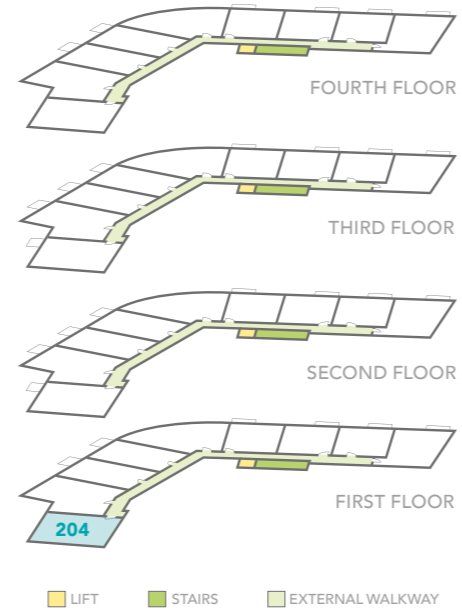 FOURTH FLOOR
THIRD FLOOR
SECOND FLOOR
FIRST FLOOR
204
LIFT STAIRS EXTERNAL WALKWAY